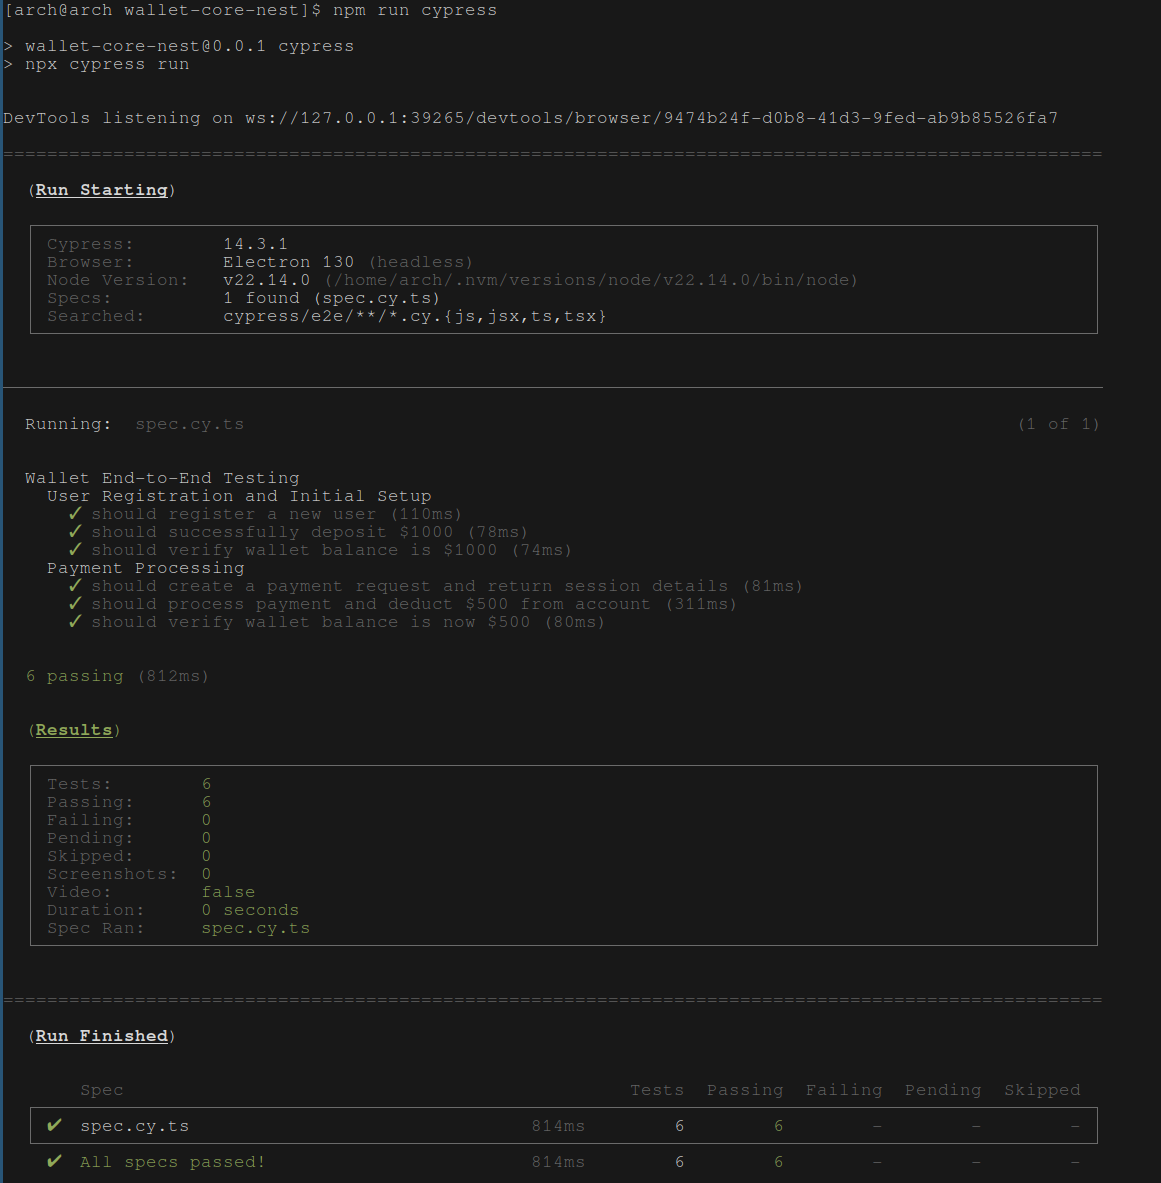 [arch@arch wallet-core-nest]$ npm run cypress
> wallet-core-nest@0.0.1 cypress
> npx cypress run
DevTools listening on ws://127.0.0.1:39265/devtools/browser/9474b24f-d0b8-41d3-9fed-ab9b85526fa7
====================================================================================================
(Run Starting)
Cypress: 14.3.1
Browser: Electron 130 (headless)
Node Version: v22.14.0 (/home/arch/.nvm/versions/node/v22.14.0/bin/node)
Specs: 1 found (spec.cy.ts)
Searched: cypress/e2e/**/*.cy.{js,jsx,ts,tsx}
Running: spec.cy.ts (1 of 1)
Wallet End-to-End Testing
User Registration and Initial Setup
✓ should register a new user (110ms)
✓ should successfully deposit $1000 (78ms)
✓ should verify wallet balance is $1000 (74ms)
Payment Processing
✓ should create a payment request and return session details (81ms)
✓ should process payment and deduct $500 from account (311ms)
✓ should verify wallet balance is now $500 (80ms)
6 passing (812ms)
(Results)
Tests: 6
Passing: 6
Failing: 0
Pending: 0
Skipped: 0
Screenshots: 0
Video: false
Duration: 0 seconds
Spec Ran: spec.cy.ts
====================================================================================================
(Run Finished)
Spec Tests Passing Failing Pending Skipped
✔ spec.cy.ts 814ms 6 6 - - -
✔ All specs passed! 814ms 6 6 - - -